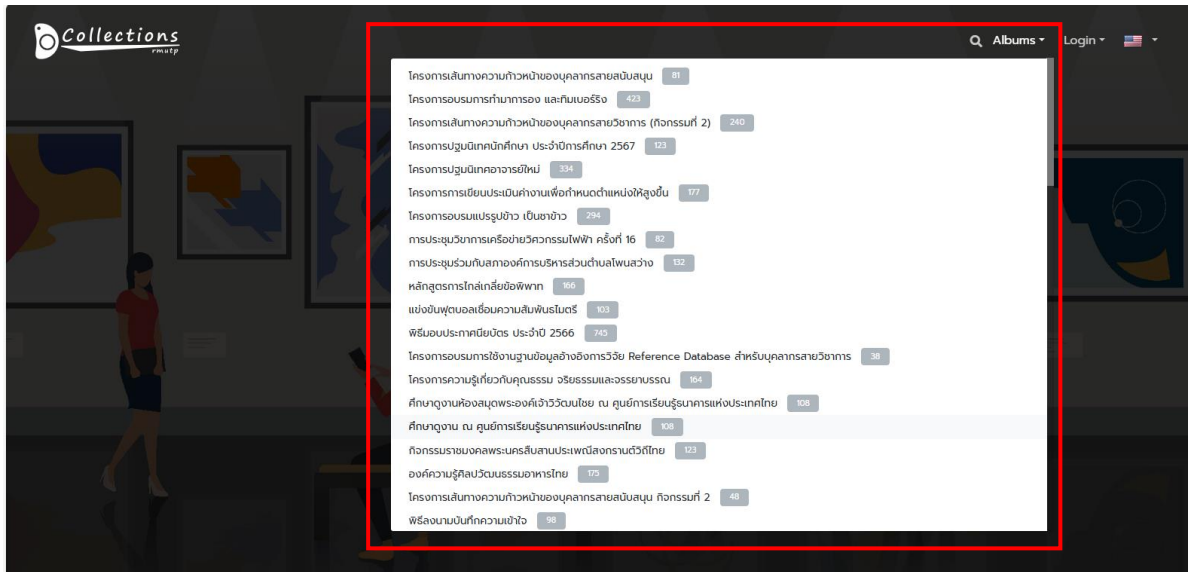 Collections
rmutp
Albums
Login
โครงการเส้นทางความก้าวหน้าของบุคลากรสายสนับสนุน 81
โครงการอบรมการทำมาการอง และทิมเบอร์ริง 423
โครงการเส้นทางความก้าวหน้าของบุคลากรสายวิชาการ (กิจกรรมที่ 2) 240
โครงการปฐมนิเทศนักศึกษา ประจำปีการศึกษา 2567 123
โครงการปฐมนิเทศอาจารย์ใหม่ 334
โครงการการเขียนประเมินค่างานเพื่อกำหนดตำแหน่งให้สูงขึ้น 177
โครงการอบรมแปรรูปข้าว เป็นชาข้าว 294
การประชุมวิชาการเครือข่ายวิศวกรรมไฟฟ้า ครั้งที่ 16 82
การประชุมร่วมกับสภาองค์การบริหารส่วนตำบลโพนสว่าง 132
หลักสูตรการไกล่เกลี่ยข้อพิพาท 166
แข่งขันฟุตบอลเชื่อมความสัมพันธไมตรี 103
พิธีมอบประกาศนียบัตร ประจำปี 2566 745
โครงการอบรมการใช้งานฐานข้อมูลอ้างอิงการวิจัย Reference Database สำหรับบุคลากรสายวิชาการ 38
โครงการความรู้เกี่ยวกับคุณธรรม จริยธรรมและจรรยาบรรณ 164
ศึกษาดูงานห้องสมุดพระองค์เจ้าวิวัฒนไชย ณ ศูนย์การเรียนรู้ธนาคารแห่งประเทศไทย 108
ศึกษาดูงาน ณ ศูนย์การเรียนรู้ธนาคารแห่งประเทศไทย 108
กิจกรรมราชมงคลพระนครสืบสานประเพณีสงกรานต์วิถีไทย 123
องค์ความรู้ศิลปวัฒนธรรมอาหารไทย 175
โครงการเส้นทางความก้าวหน้าของบุคลากรสายสนับสนุน กิจกรรมที่ 2 48
พิธีลงนามบันทึกความเข้าใจ 98